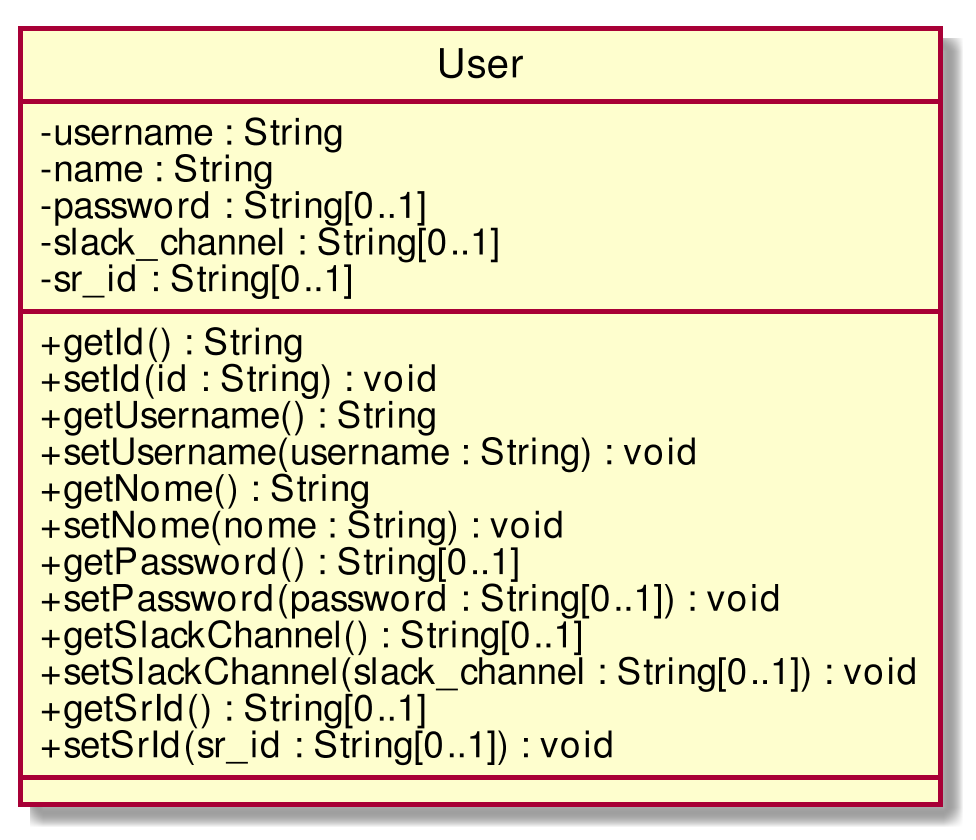 User
-username : String
-name : String
-password : String[0..1]
-slack_channel : String[0..1]
-sr_id : String[0..1]
+getId() : String
+setId(id : String) : void
+getUsername() : String
+setUsername(username : String) : void
+getNome() : String
+setNome(nome : String) : void
+getPassword() : String[0..1]
+setPassword(password : String[0..1]) : void
+getSlackChannel() : String[0..1]
+setSlackChannel(slack_channel : String[0..1]) : void
+getSrId() : String[0..1]
+setSrId(sr_id : String[0..1]) : void